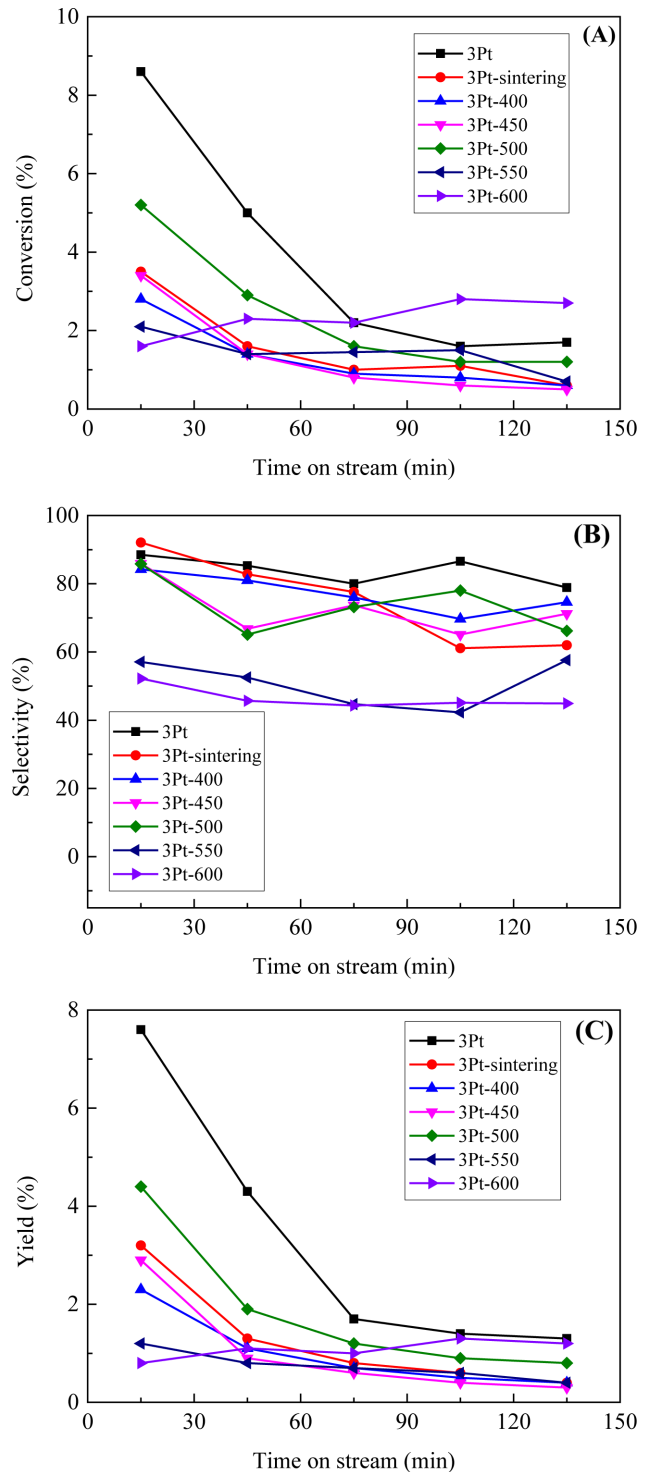 (A)
10
8
6
4
2
0
Conversion (%)
3Pt
3Pt-sintering
3Pt-400
3Pt-450
3Pt-500
3Pt-550
3Pt-600
0 30 60 90 120 150
Time on stream (min)
(B)
100
80
60
40
20
0
Selectivity (%)
3Pt
3Pt-sintering
3Pt-400
3Pt-450
3Pt-500
3Pt-550
3Pt-600
0 30 60 90 120 150
Time on stream (min)
(C)
8
6
4
2
0
Yield (%)
3Pt
3Pt-sintering
3Pt-400
3Pt-450
3Pt-500
3Pt-550
3Pt-600
0 30 60 90 120 150
Time on stream (min)